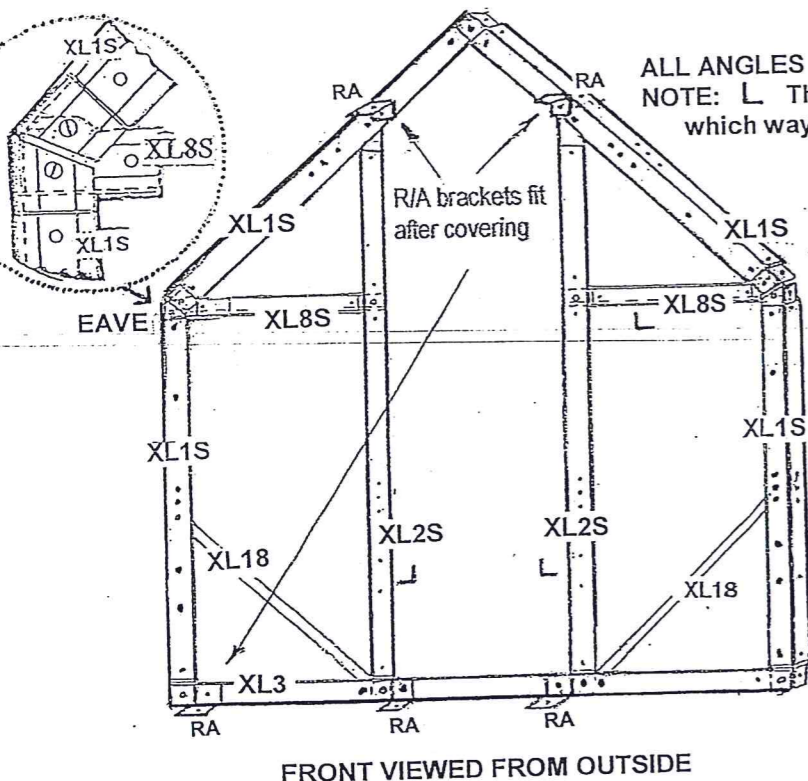 XL1S
XL8S
XL1S
RA
RA
ALL ANGLES
NOTE: L Th
which way
R/A brackets fit
after covering
XL1S
XL1S
EAVE
XL8S
XL8S
L
XL1S
XL1S
XL2S
XL2S
XL18
XL18
XL3
RA
RA
RA
FRONT VIEWED FROM OUTSIDE